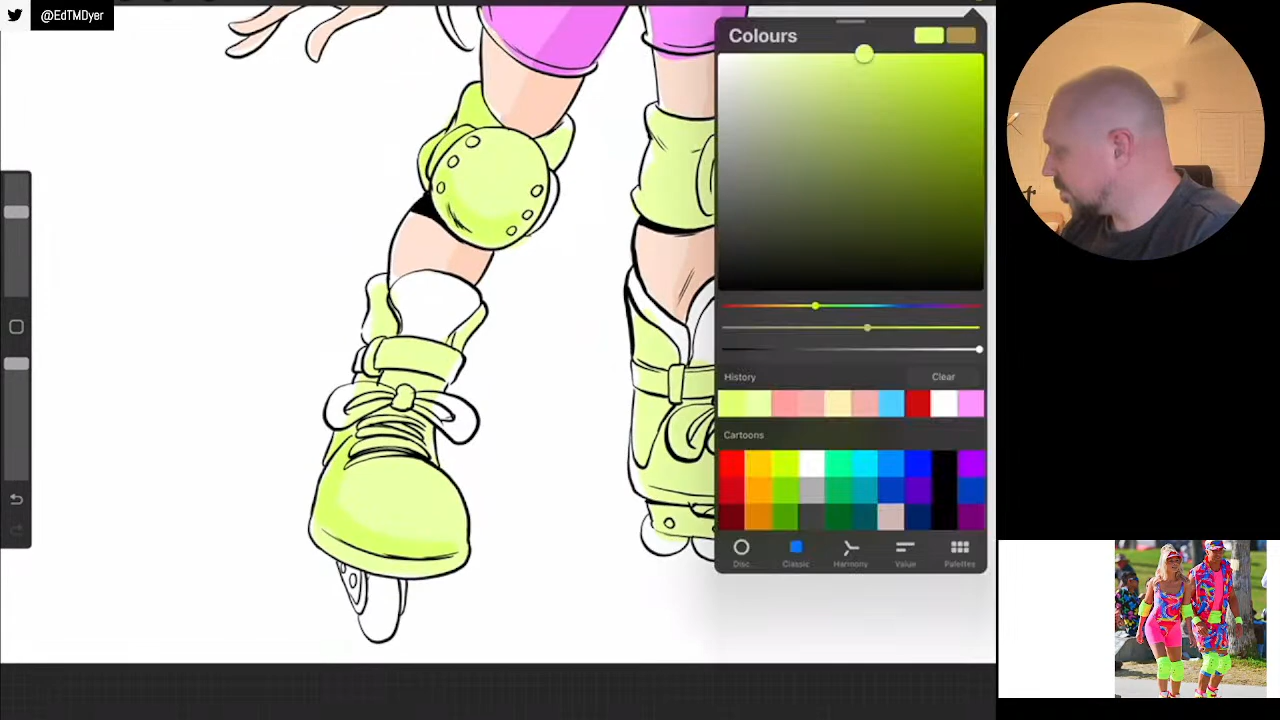 @EdTMDyer
Colours
History
Clear
Cartoons
Disc
Classic
Harmony
Value
Palettes